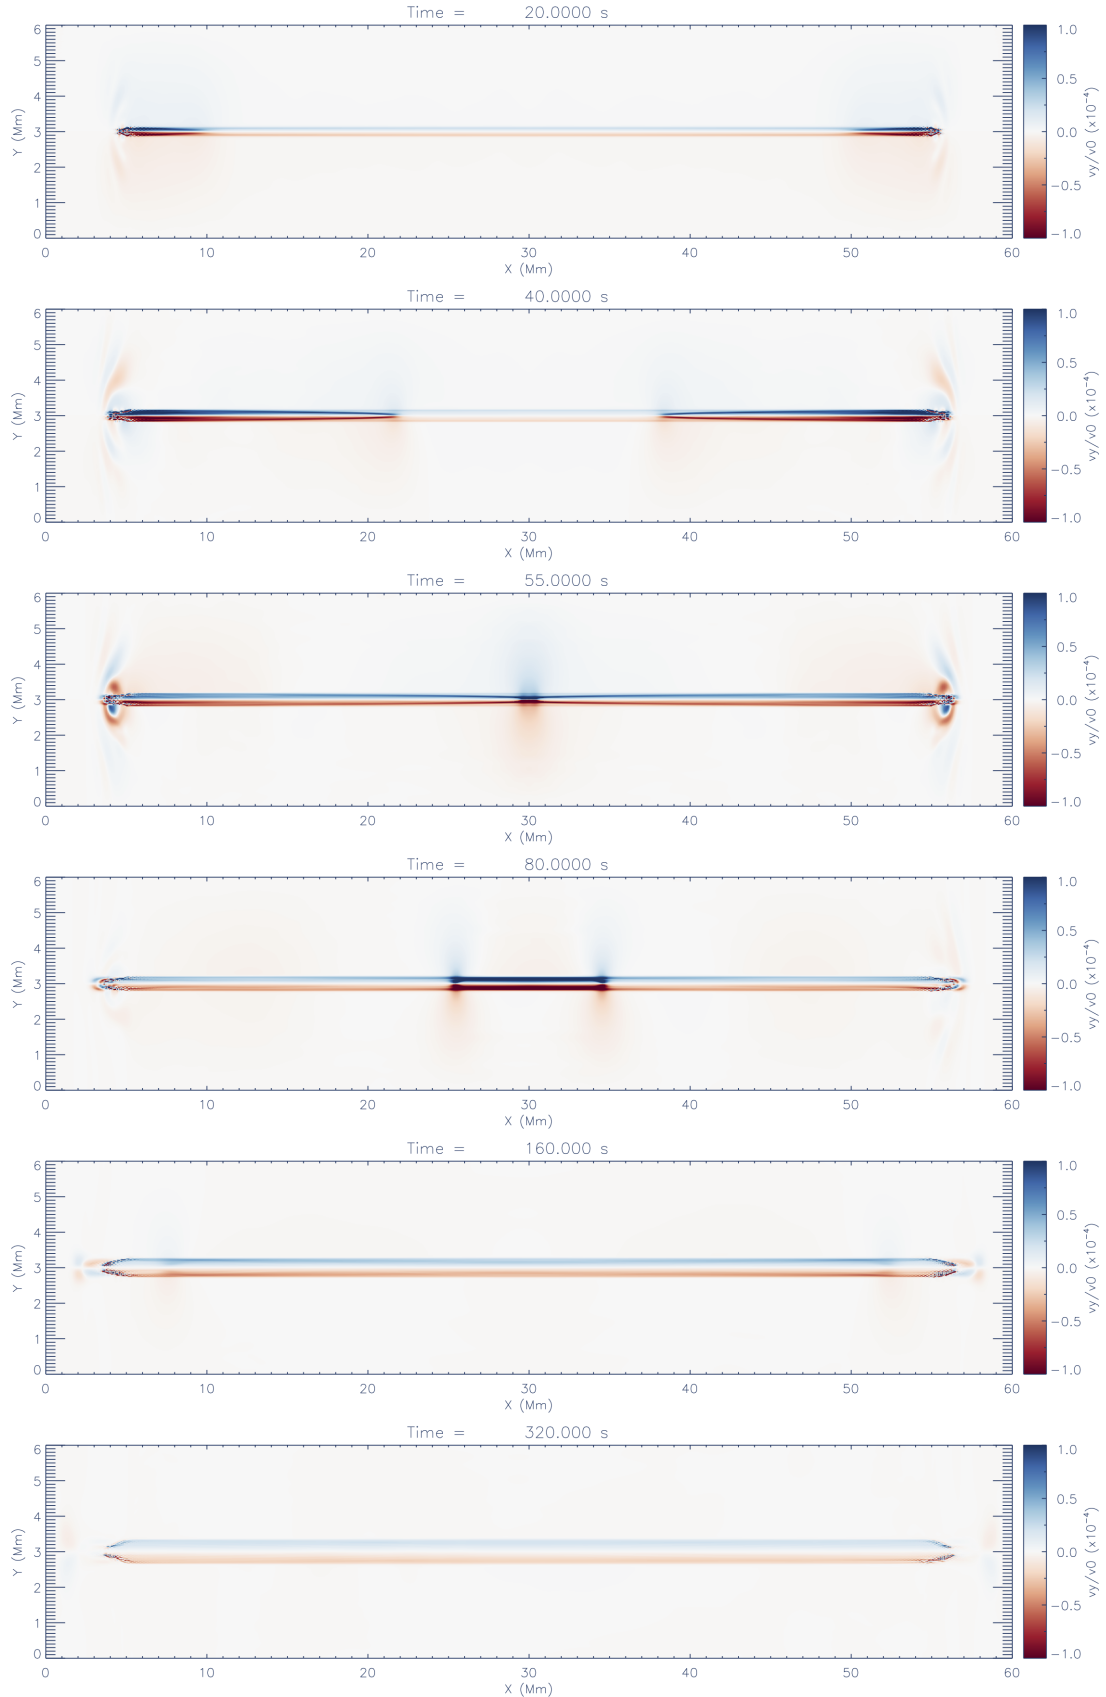 Time = 20.0000 s
6
5
4
3
2
1
0
Y (Mm)
0 10 20 30 40 50 60
X (Mm)
1.0
0.5
0.0
−0.5
−1.0
vy/v0 (x10⁻⁴)
Time = 40.0000 s
6
5
4
3
2
1
0
Y (Mm)
0 10 20 30 40 50 60
X (Mm)
1.0
0.5
0.0
−0.5
−1.0
vy/v0 (x10⁻⁴)
Time = 55.0000 s
6
5
4
3
2
1
0
Y (Mm)
0 10 20 30 40 50 60
X (Mm)
1.0
0.5
0.0
−0.5
−1.0
vy/v0 (x10⁻⁴)
Time = 80.0000 s
6
5
4
3
2
1
0
Y (Mm)
0 10 20 30 40 50 60
X (Mm)
1.0
0.5
0.0
−0.5
−1.0
vy/v0 (x10⁻⁴)
Time = 160.000 s
6
5
4
3
2
1
0
Y (Mm)
0 10 20 30 40 50 60
X (Mm)
1.0
0.5
0.0
−0.5
−1.0
vy/v0 (x10⁻⁴)
Time = 320.000 s
6
5
4
3
2
1
0
Y (Mm)
0 10 20 30 40 50 60
X (Mm)
1.0
0.5
0.0
−0.5
−1.0
vy/v0 (x10⁻⁴)